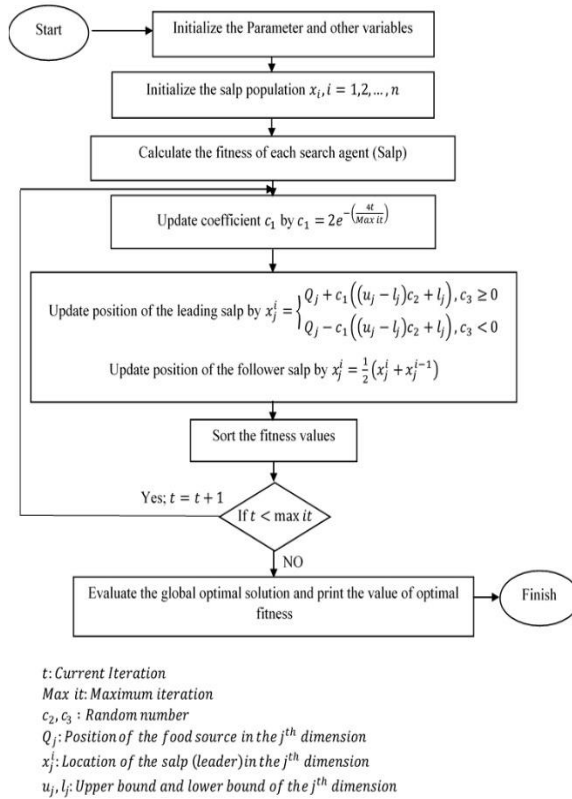 Start
Initialize the Parameter and other variables
Initialize the salp population x_i, i = 1,2, ..., n
Calculate the fitness of each search agent (Salp)
Update coefficient c_1 by c_1 = 2e^{-(4t/Max it)}
Update position of the leading salp by x_j^i = { Q_j + c_1((u_j − l_j)c_2 + l_j), c_3 ≥ 0
Q_j − c_1((u_j − l_j)c_2 + l_j), c_3 < 0
Update position of the follower salp by x_j^i = 1/2 (x_j^i + x_j^{i−1})
Sort the fitness values
Yes; t = t + 1
If t < max it
NO
Evaluate the global optimal solution and print the value of optimal
fitness
Finish
t: Current Iteration
Max it: Maximum iteration
c_2, c_3 : Random number
Q_j: Position of the food source in the j^th dimension
x_j^i: Location of the salp (leader) in the j^th dimension
u_j, l_j: Upper bound and lower bound of the j^th dimension